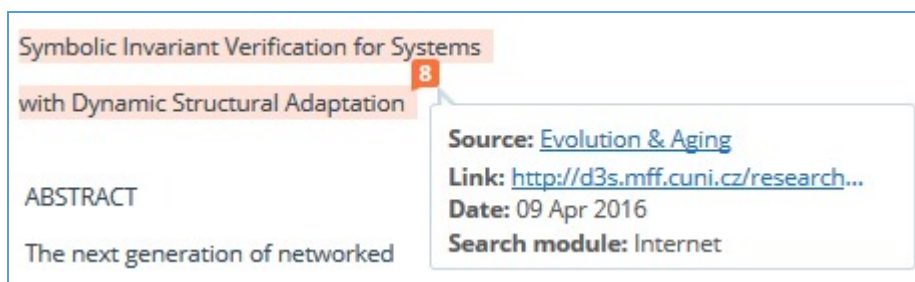 Symbolic Invariant Verification for Systems
8
with Dynamic Structural Adaptation
Source: Evolution & Aging
Link: http://d3s.mff.cuni.cz/research...
Date: 09 Apr 2016
Search module: Internet
ABSTRACT
The next generation of networked